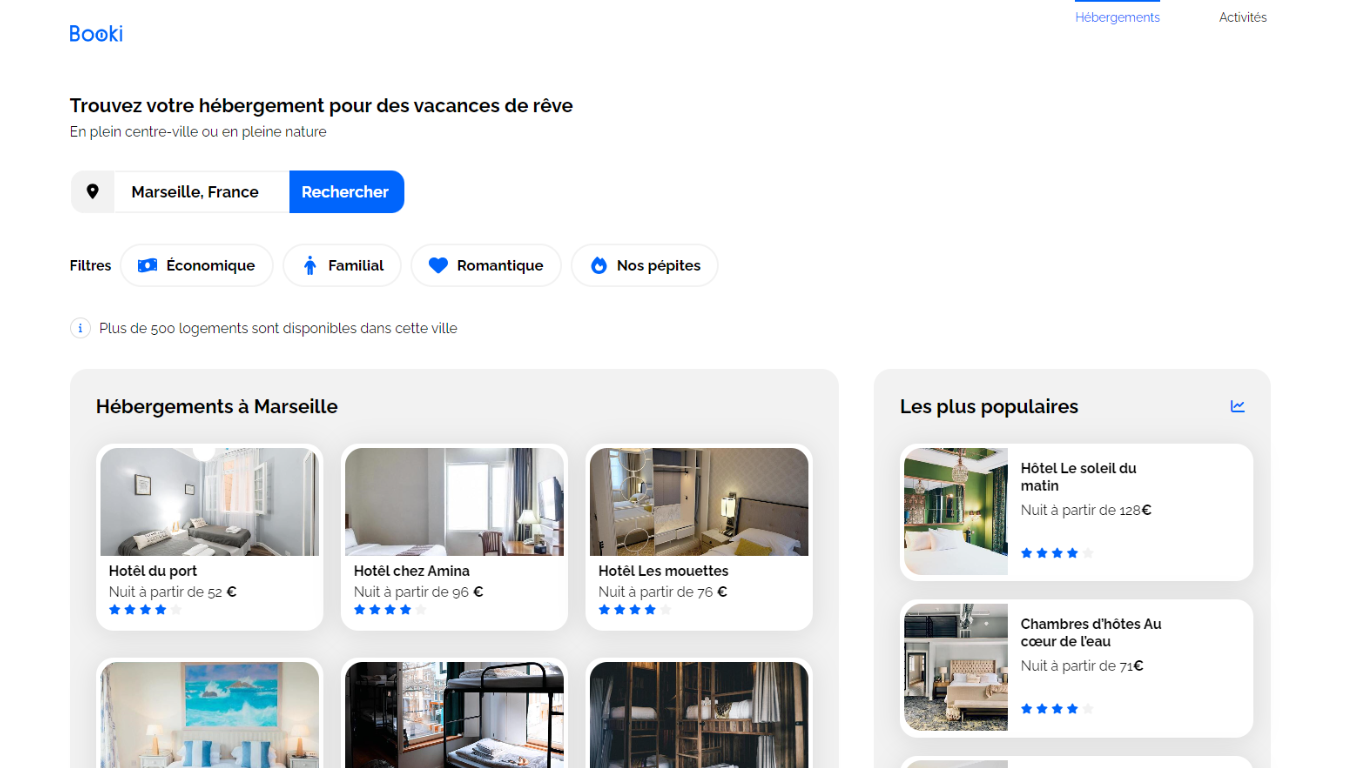 Booki
Hébergements
Activités
Trouvez votre hébergement pour des vacances de rêve
En plein centre-ville ou en pleine nature
Marseille, France
Rechercher
Filtres
Économique
Familial
Romantique
Nos pépites
Plus de 500 logements sont disponibles dans cette ville
Hébergements à Marseille
Hotêl du port
Nuit à partir de 52 €
Hotêl chez Amina
Nuit à partir de 96 €
Hotêl Les mouettes
Nuit à partir de 76 €
Les plus populaires
Hôtel Le soleil du
matin
Nuit à partir de 128€
Chambres d'hôtes Au
cœur de l'eau
Nuit à partir de 71€